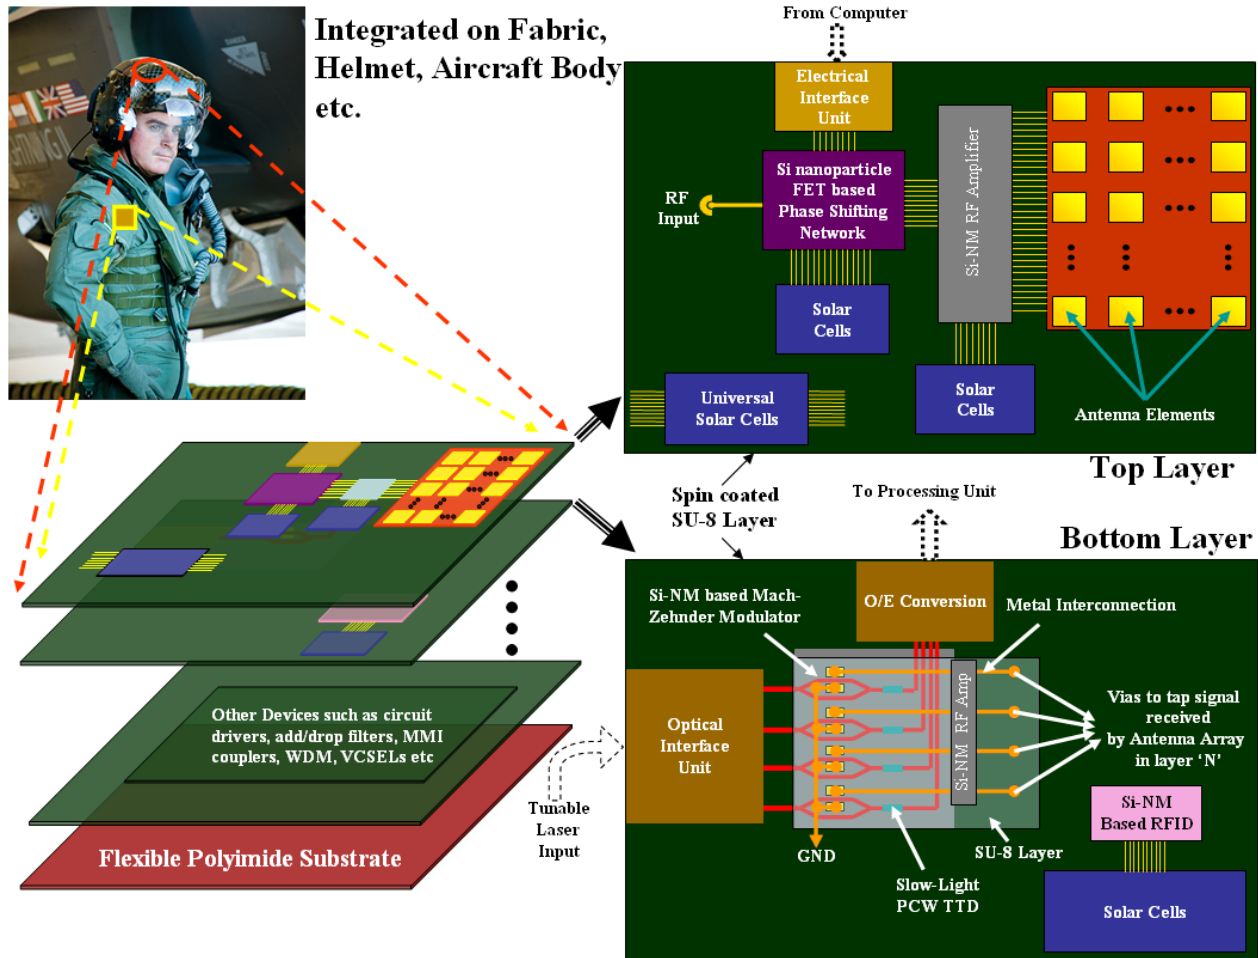 Integrated on Fabric,
Helmet, Aircraft Body
etc.
From Computer
Electrical
Interface
Unit
Si nanoparticle
FET based
Phase Shifting
Network
RF
Input
Si-NM RF Amplifier
Solar
Cells
Solar
Cells
Universal
Solar Cells
Antenna Elements
Top Layer
Spin coated
SU-8 Layer
To Processing Unit
Bottom Layer
Si-NM based Mach-
Zehnder Modulator
O/E Conversion
Metal Interconnection
Optical
Interface
Unit
Si-NM RF Amp
Vias to tap signal
received
by Antenna Array
in layer ‘N’
Si-NM
Based RFID
GND
SU-8 Layer
Slow-Light
PCW TTD
Solar Cells
Tunable
Laser
Input
Other Devices such as circuit
drivers, add/drop filters, MMI
couplers, WDM, VCSELs etc
Flexible Polyimide Substrate